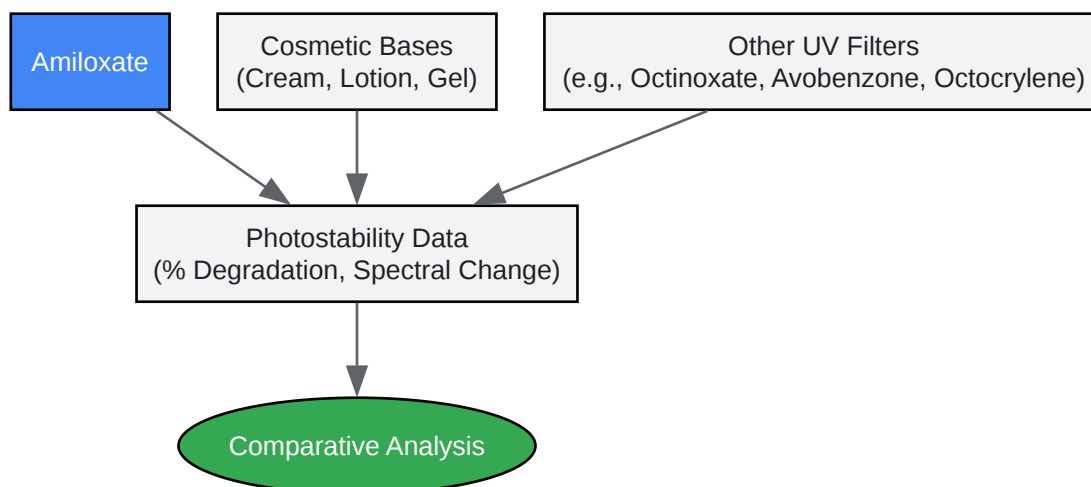 Amiloxate
Cosmetic Bases
(Cream, Lotion, Gel)
Other UV Filters
(e.g., Octinoxate, Avobenzone, Octocrylene)
Photostability Data
(% Degradation, Spectral Change)
Comparative Analysis